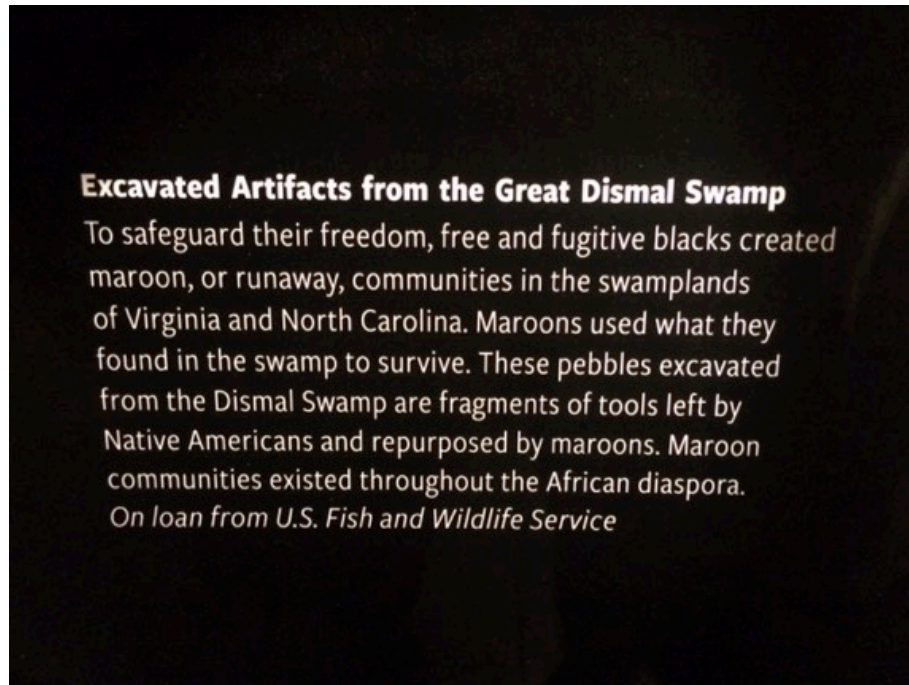 Excavated Artifacts from the Great Dismal Swamp
To safeguard their freedom, free and fugitive blacks created
maroon, or runaway, communities in the swamplands
of Virginia and North Carolina. Maroons used what they
found in the swamp to survive. These pebbles excavated
from the Dismal Swamp are fragments of tools left by
Native Americans and repurposed by maroons. Maroon
communities existed throughout the African diaspora.
On loan from U.S. Fish and Wildlife Service